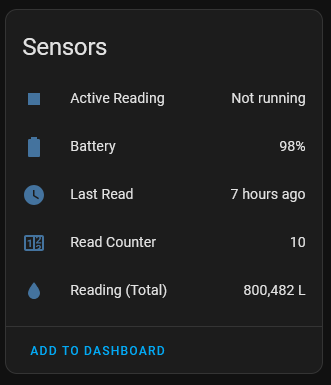 Sensors
Active Reading Not running
Battery 98%
Last Read 7 hours ago
Read Counter 10
Reading (Total) 800,482 L
ADD TO DASHBOARD